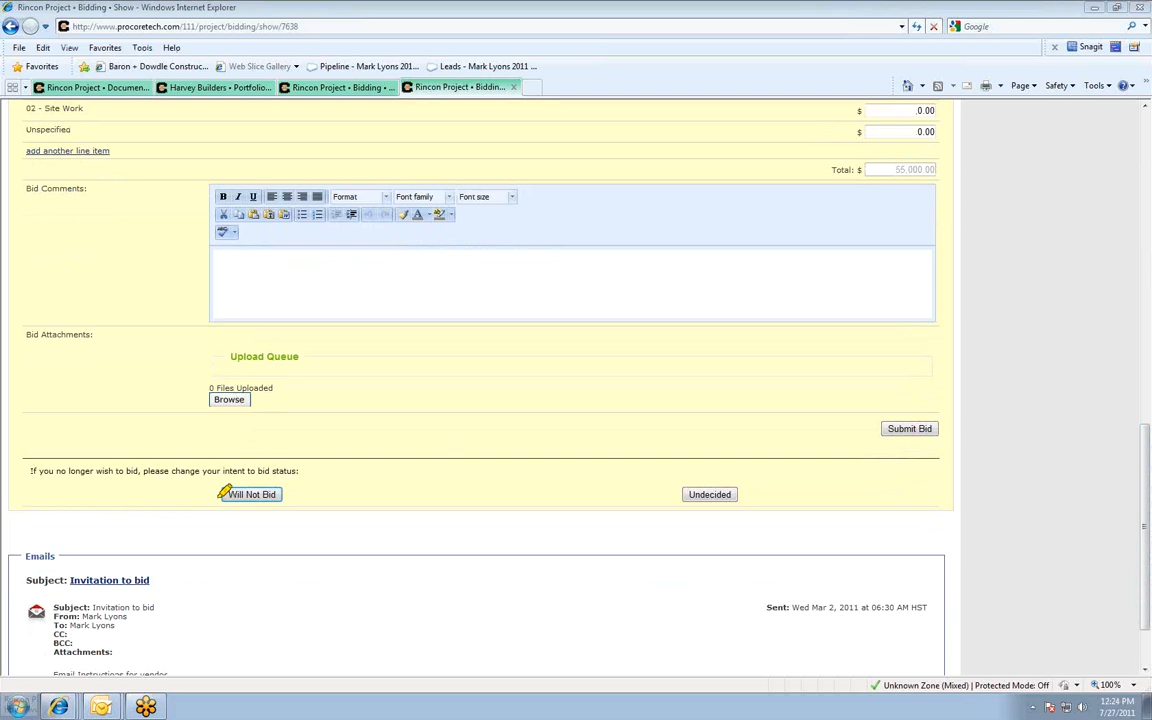 Rincon Project • Bidding • Show - Windows Internet Explorer
http://www.procoretech.com/111/project/bidding/show/7638
Google
File Edit View Favorites Tools Help
X Snagit
Favorites Baron + Dowdle Construc... Web Slice Gallery Pipeline - Mark Lyons 201... Leads - Mark Lyons 2011 ...
Rincon Project • Documen... Harvey Builders • Portfolio... Rincon Project • Bidding • ... Rincon Project • Biddin... x
Page Safety Tools
02 - Site Work $ .0.00
Unspecified $ 0.00
add another line item
Total: $ 55,000.00
Bid Comments:
B I U Format Font family Font size
Bid Attachments:
Upload Queue
0 Files Uploaded
Browse
Submit Bid
If you no longer wish to bid, please change your intent to bid status:
Will Not Bid Undecided
Emails
Subject: Invitation to bid
Subject: Invitation to bid Sent: Wed Mar 2, 2011 at 06:30 AM HST
From: Mark Lyons
To: Mark Lyons
CC:
BCC:
Attachments:
Email Instructions for vendor
Unknown Zone (Mixed) | Protected Mode: Off 100%
12:24 PM
7/27/2011